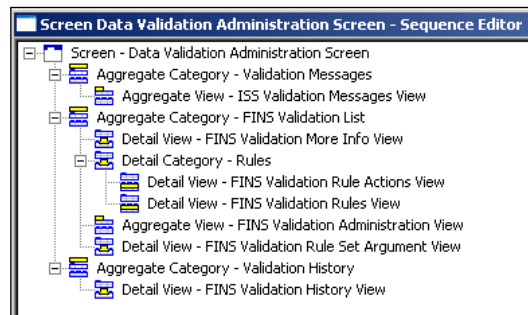 Screen Data Validation Administration Screen - Sequence Editor
Screen - Data Validation Administration Screen
Aggregate Category - Validation Messages
Aggregate View - ISS Validation Messages View
Aggregate Category - FINS Validation List
Detail View - FINS Validation More Info View
Detail Category - Rules
Detail View - FINS Validation Rule Actions View
Detail View - FINS Validation Rules View
Aggregate View - FINS Validation Administration View
Detail View - FINS Validation Rule Set Argument View
Aggregate Category - Validation History
Detail View - FINS Validation History View